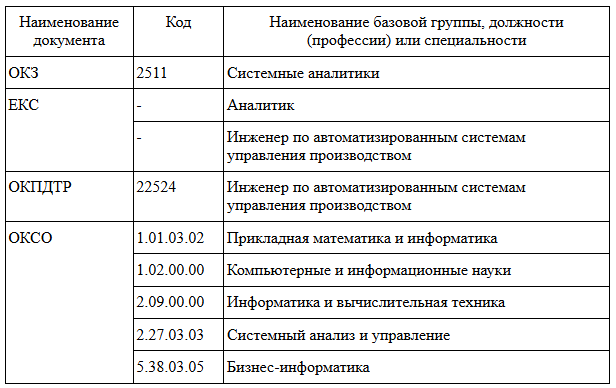 Наименование документа Код Наименование базовой группы, должности (профессии) или специальности
ОКЗ 2511 Системные аналитики
ЕКС - Аналитик
- Инженер по автоматизированным системам
управления производством
ОКПДТР 22524 Инженер по автоматизированным системам
управления производством
ОКСО 1.01.03.02 Прикладная математика и информатика
1.02.00.00 Компьютерные и информационные науки
2.09.00.00 Информатика и вычислительная техника
2.27.03.03 Системный анализ и управление
5.38.03.05 Бизнес-информатика